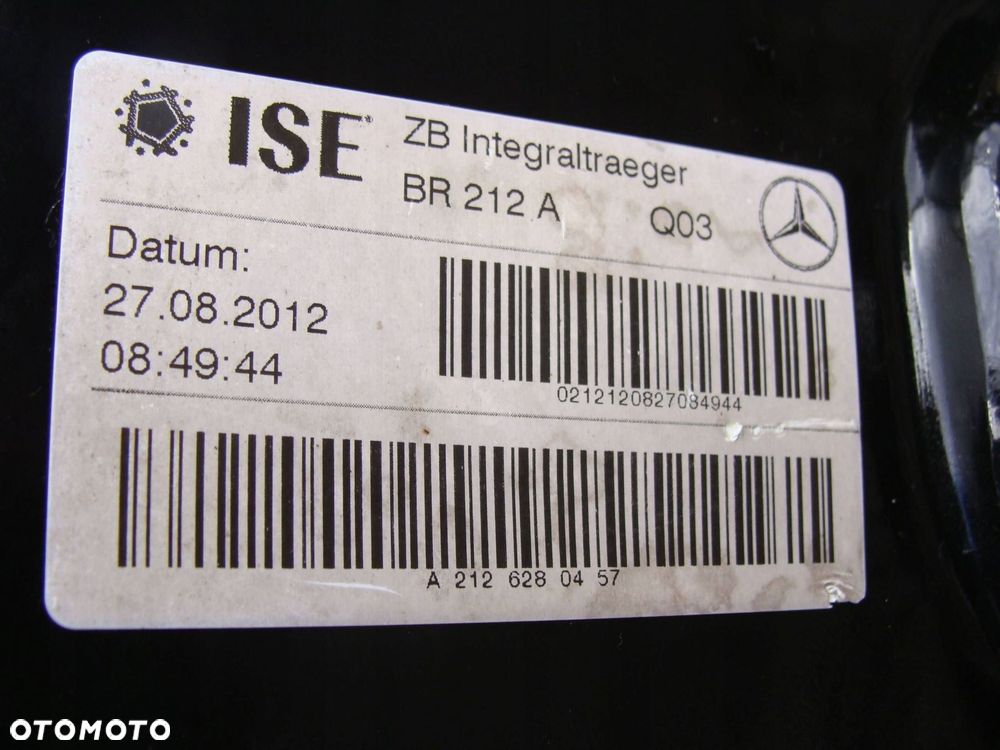 ISE
ZB Integraltraeger
BR 212 A Q03
Datum:
27.08.2012
08:49:44
0212120827084944
A 212 628 04 57
OTOMOTO